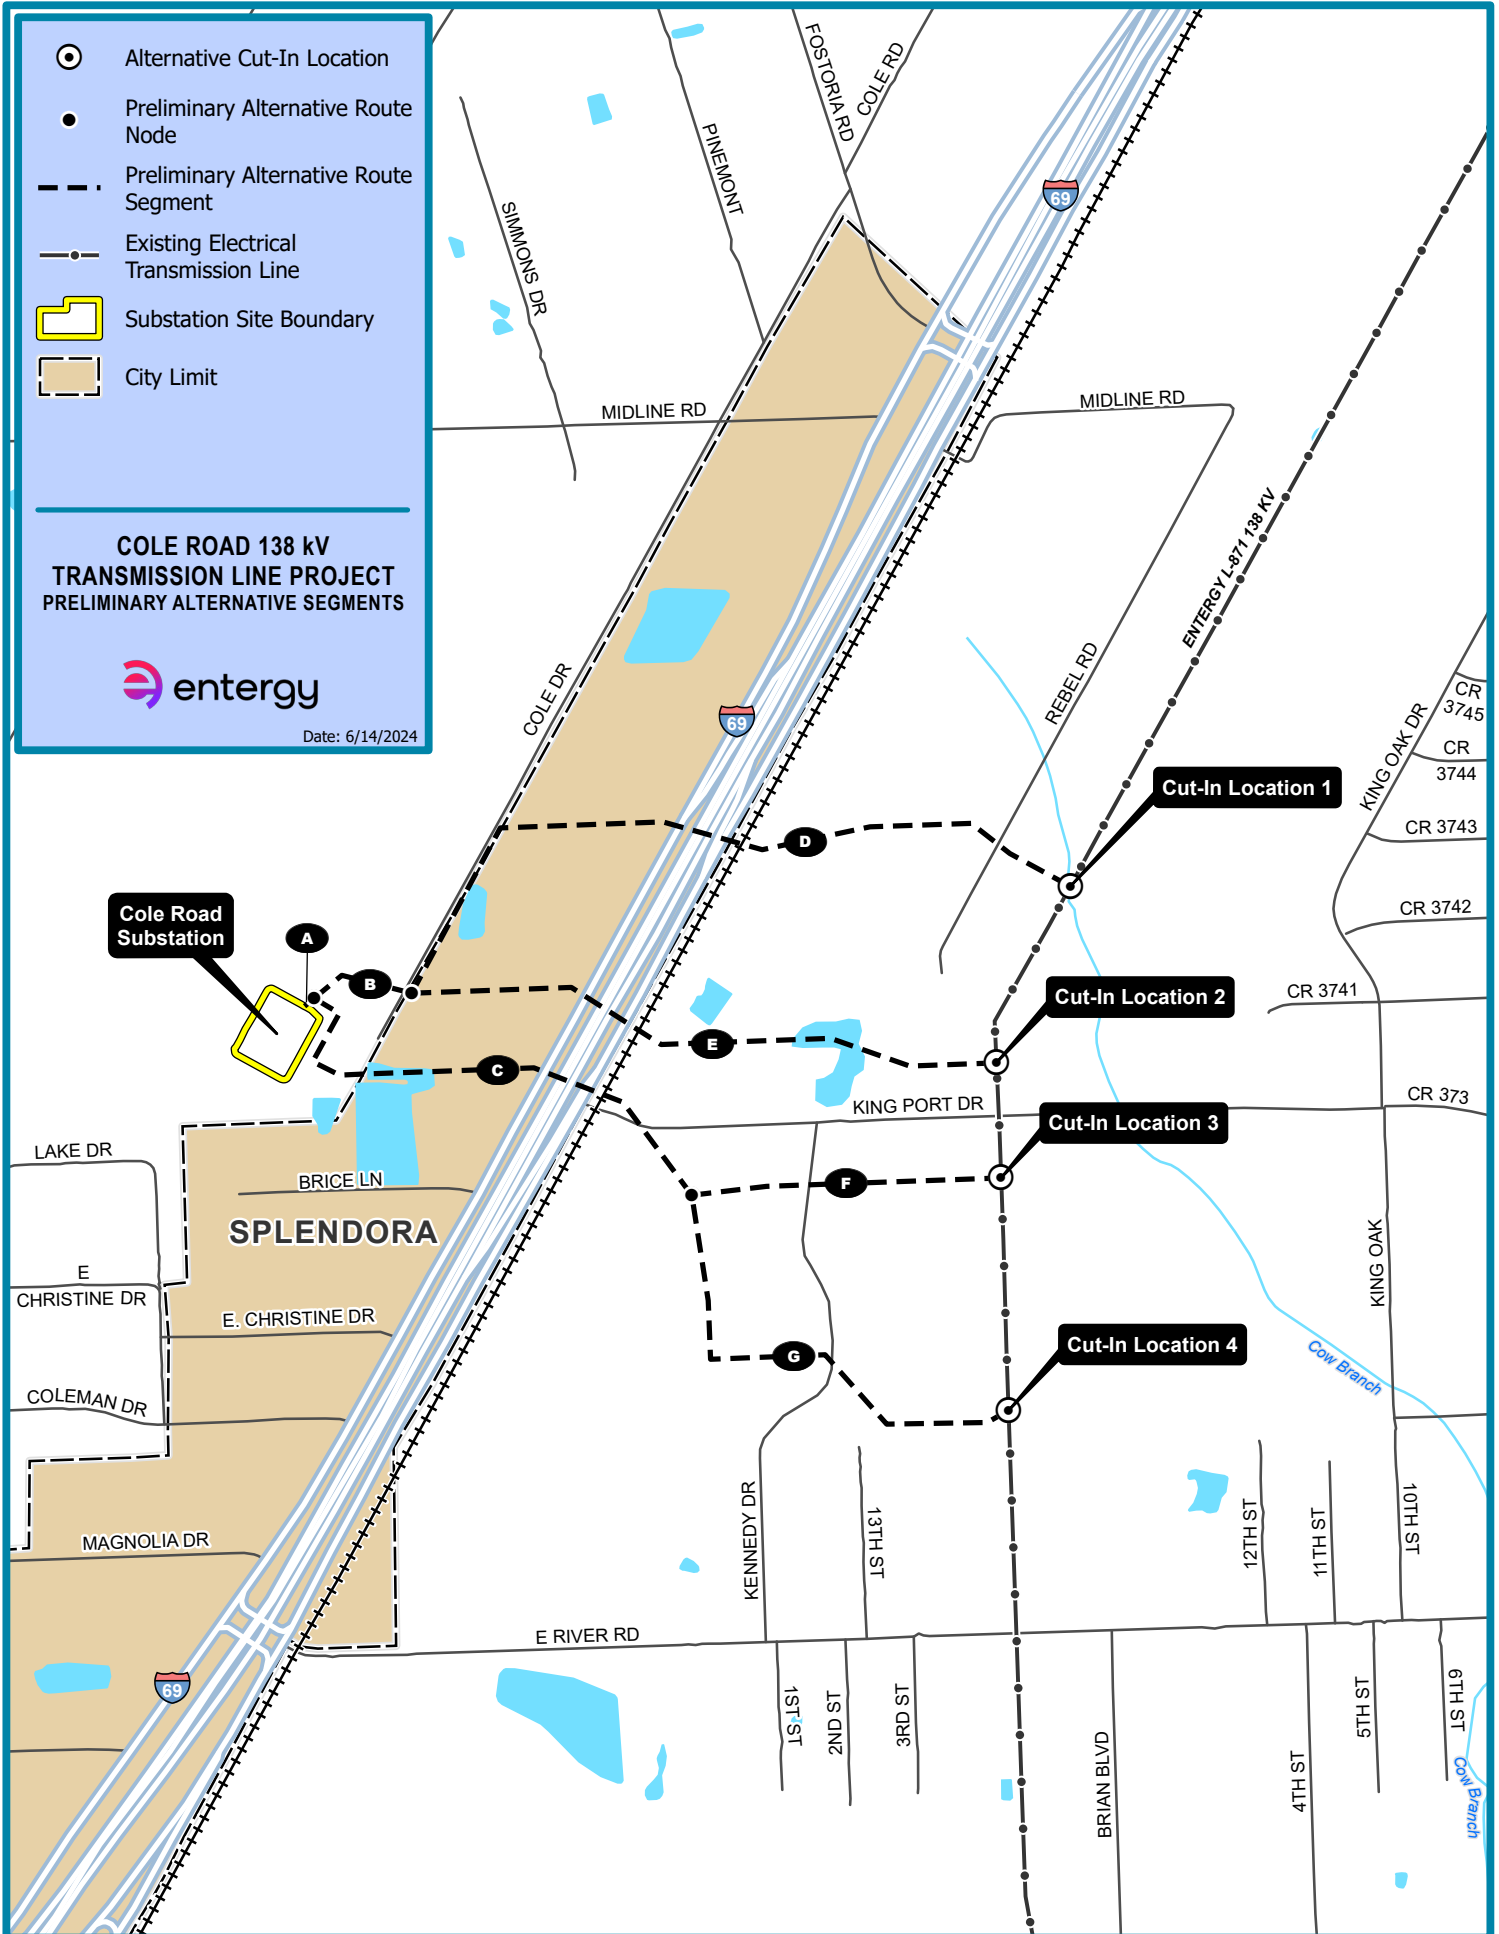 Alternative Cut-In Location
Preliminary Alternative Route
Node
Preliminary Alternative Route
Segment
Existing Electrical
Transmission Line
Substation Site Boundary
City Limit
COLE ROAD 138 kV
TRANSMISSION LINE PROJECT
PRELIMINARY ALTERNATIVE SEGMENTS
entergy
Date: 6/14/2024
FOSTORIA RD
COLE RD
PINEMONT
SIMMONS DR
69
MIDLINE RD
MIDLINE RD
ENTERGY L-871 138 KV
COLE DR
REBEL RD
69
KING OAK DR
CR
3745
CR
3744
CR 3743
CR 3742
CR 3741
CR 373
Cut-In Location 1
D
Cole Road
Substation
A
B
Cut-In Location 2
E
C
KING PORT DR
Cut-In Location 3
F
LAKE DR
BRICE LN
SPLENDORA
E
CHRISTINE DR
E. CHRISTINE DR
KING OAK
Cut-In Location 4
G
Cow Branch
COLEMAN DR
MAGNOLIA DR
KENNEDY DR
13TH ST
12TH ST
11TH ST
10TH ST
E RIVER RD
69
1ST ST
2ND ST
3RD ST
BRIAN BLVD
4TH ST
5TH ST
6TH ST
Cow Branch